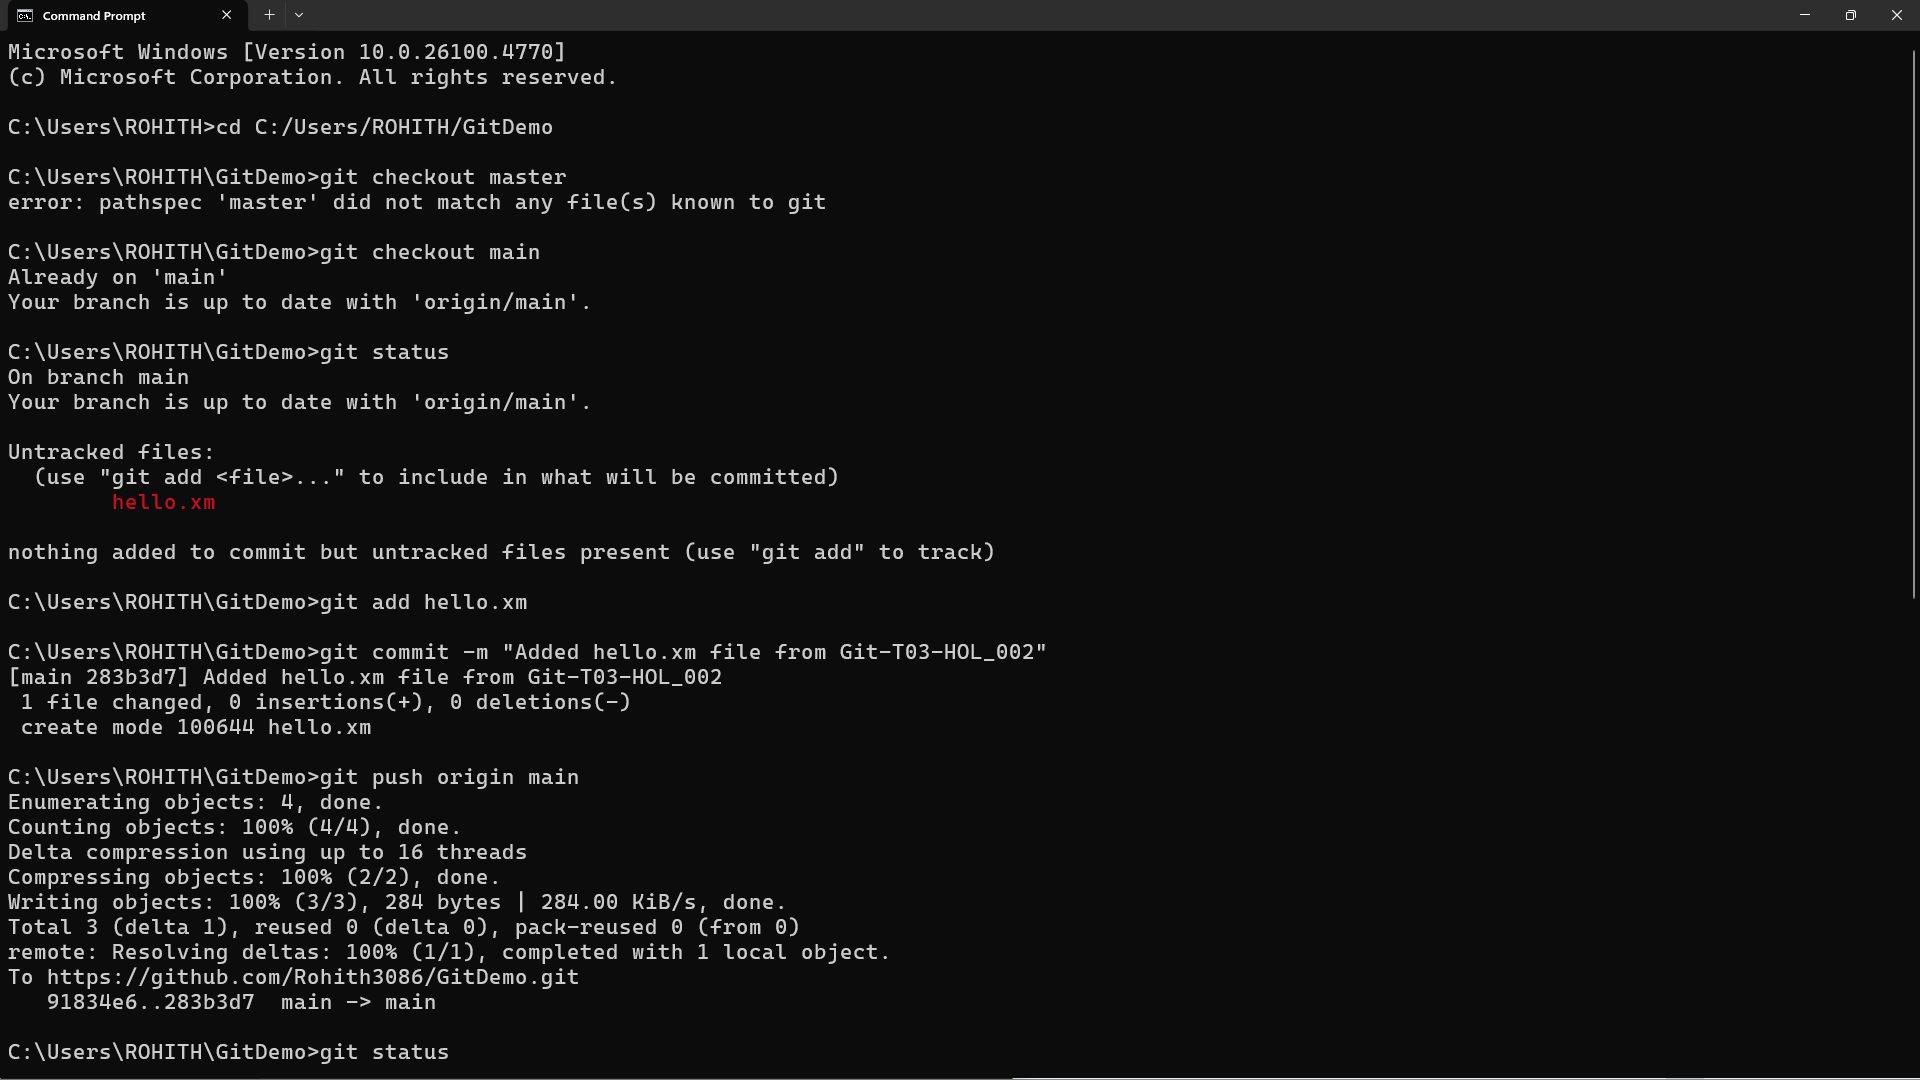 Command Prompt
Microsoft Windows [Version 10.0.26100.4770]
(c) Microsoft Corporation. All rights reserved.
C:\Users\ROHITH>cd C:/Users/ROHITH/GitDemo
C:\Users\ROHITH\GitDemo>git checkout master
error: pathspec 'master' did not match any file(s) known to git
C:\Users\ROHITH\GitDemo>git checkout main
Already on 'main'
Your branch is up to date with 'origin/main'.
C:\Users\ROHITH\GitDemo>git status
On branch main
Your branch is up to date with 'origin/main'.
Untracked files:
  (use "git add <file>..." to include in what will be committed)
        hello.xm
nothing added to commit but untracked files present (use "git add" to track)
C:\Users\ROHITH\GitDemo>git add hello.xm
C:\Users\ROHITH\GitDemo>git commit -m "Added hello.xm file from Git-T03-HOL_002"
[main 283b3d7] Added hello.xm file from Git-T03-HOL_002
 1 file changed, 0 insertions(+), 0 deletions(-)
 create mode 100644 hello.xm
C:\Users\ROHITH\GitDemo>git push origin main
Enumerating objects: 4, done.
Counting objects: 100% (4/4), done.
Delta compression using up to 16 threads
Compressing objects: 100% (2/2), done.
Writing objects: 100% (3/3), 284 bytes | 284.00 KiB/s, done.
Total 3 (delta 1), reused 0 (delta 0), pack-reused 0 (from 0)
remote: Resolving deltas: 100% (1/1), completed with 1 local object.
To https://github.com/Rohith3086/GitDemo.git
   91834e6..283b3d7  main -> main
C:\Users\ROHITH\GitDemo>git status